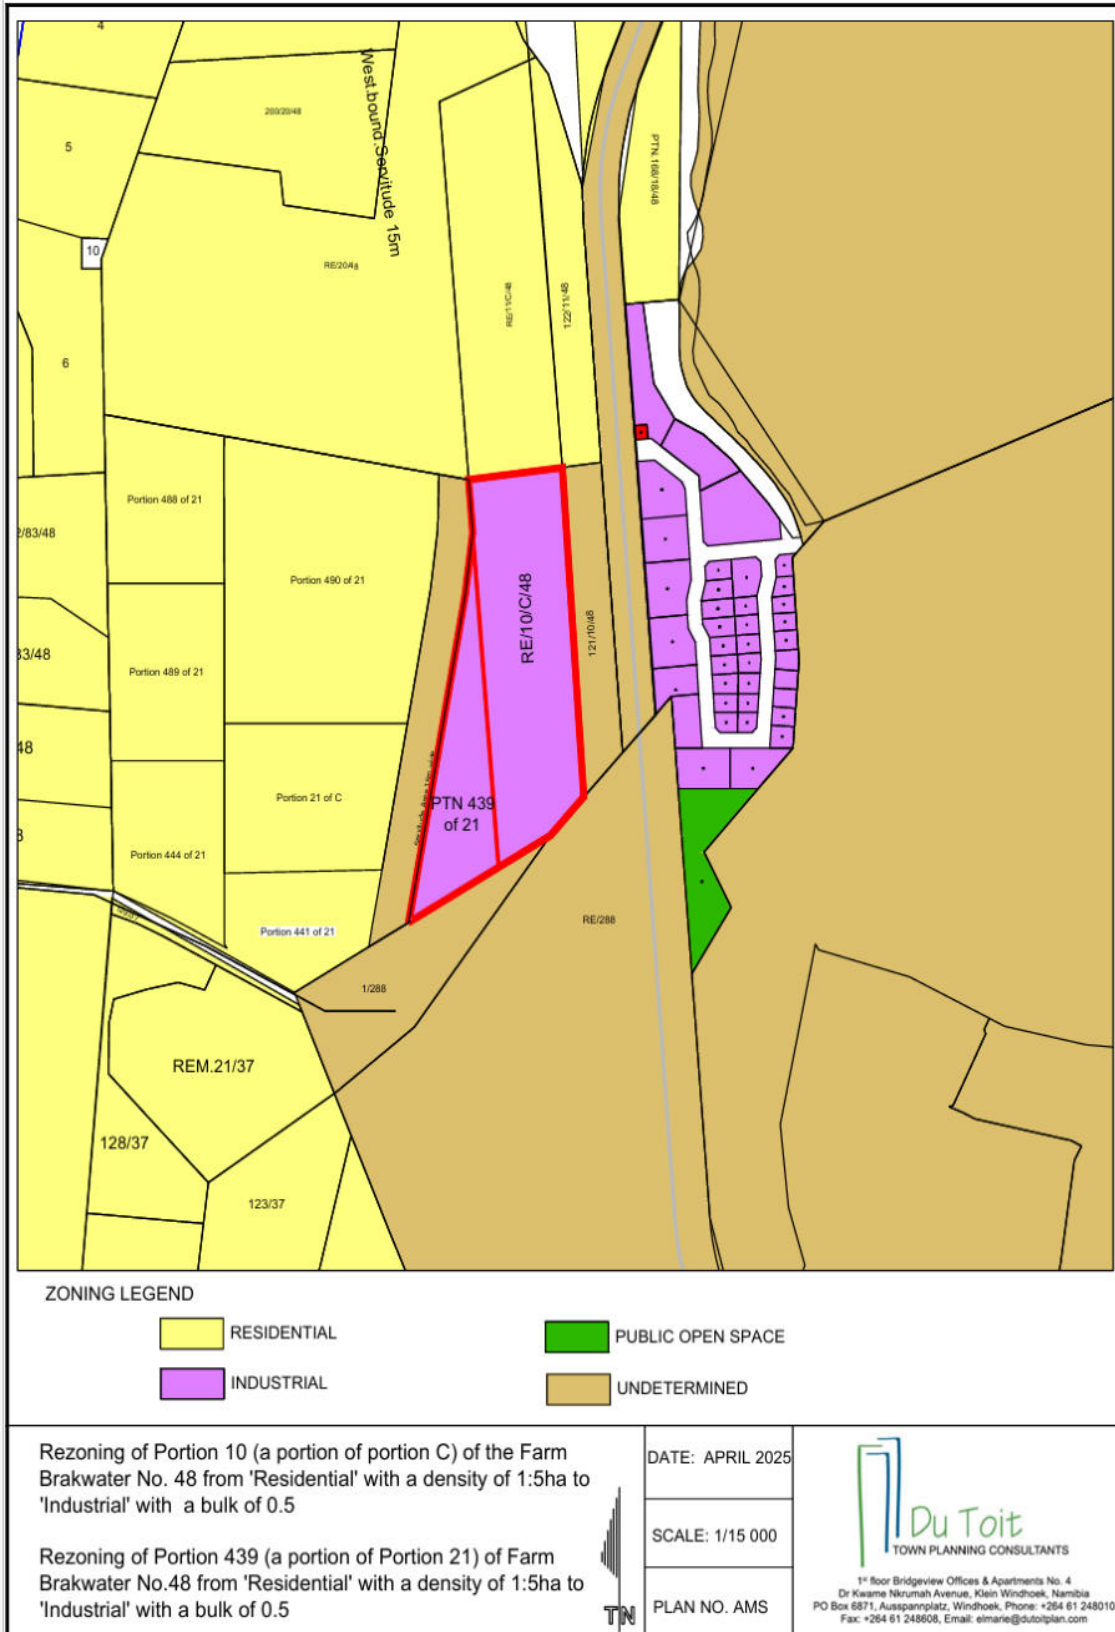 4
West.bound.Servitude 15m
200/20/48
5
PTN.168/18/48
10
RE/20/48
RE/11/C/48
122/11/48
6
Portion 488 of 21
2/83/48
Portion 490 of 21
RE/10/C/48
121/10/48
33/48
Portion 489 of 21
48
Portion 21 of C
PTN 439
of 21
Portion 444 of 21
RE/288
Portion 441 of 21
1/288
REM.21/37
128/37
123/37
ZONING LEGEND
RESIDENTIAL
PUBLIC OPEN SPACE
INDUSTRIAL
UNDETERMINED
Rezoning of Portion 10 (a portion of portion C) of the Farm
Brakwater No. 48 from 'Residential' with a density of 1:5ha to
'Industrial' with a bulk of 0.5
Rezoning of Portion 439 (a portion of Portion 21) of Farm
Brakwater No.48 from 'Residential' with a density of 1:5ha to
'Industrial' with a bulk of 0.5
TN
DATE: APRIL 2025
SCALE: 1/15 000
PLAN NO. AMS
Du Toit
TOWN PLANNING CONSULTANTS
1st floor Bridgeview Offices & Apartments No. 4
Dr Kwame Nkrumah Avenue, Klein Windhoek, Namibia
PO Box 6871, Ausspannplatz, Windhoek, Phone: +264 61 248010
Fax: +264 61 248608, Email: elmarie@dutoitplan.com